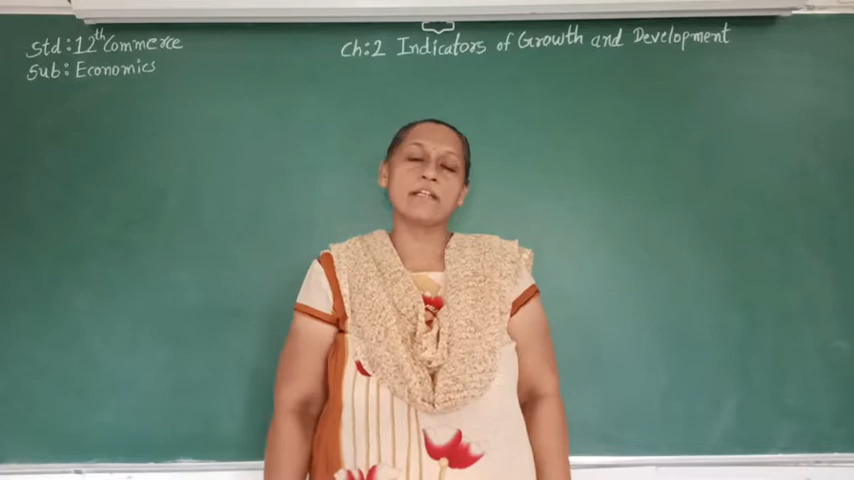 Std: 12th Commerce
Sub: Economics
Ch:2 Indicators of Growth and Development